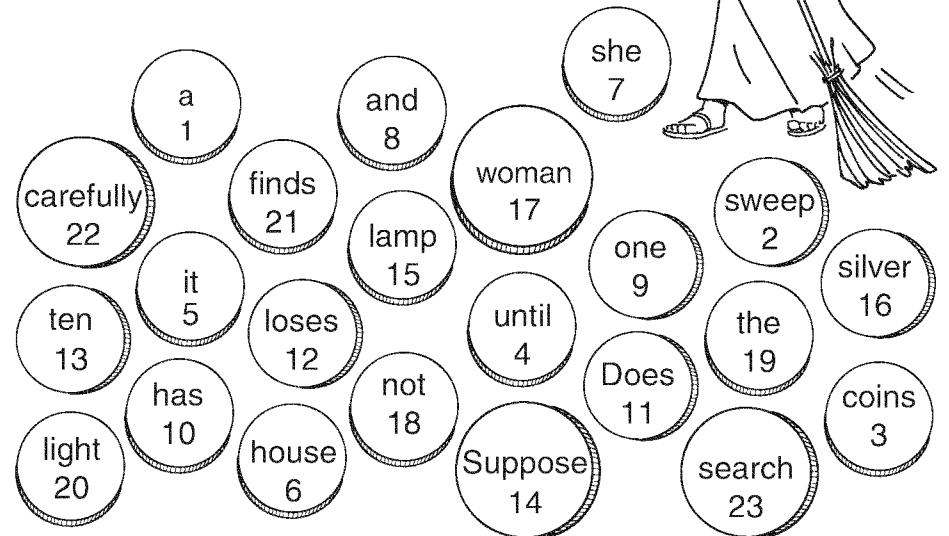 she
7
a
1
and
8
woman
17
finds
21
carefully
22
sweep
2
lamp
15
one
9
silver
16
it
5
ten
13
loses
12
until
4
the
19
Does
11
has
10
not
18
coins
3
light
20
house
6
Suppose
14
search
23